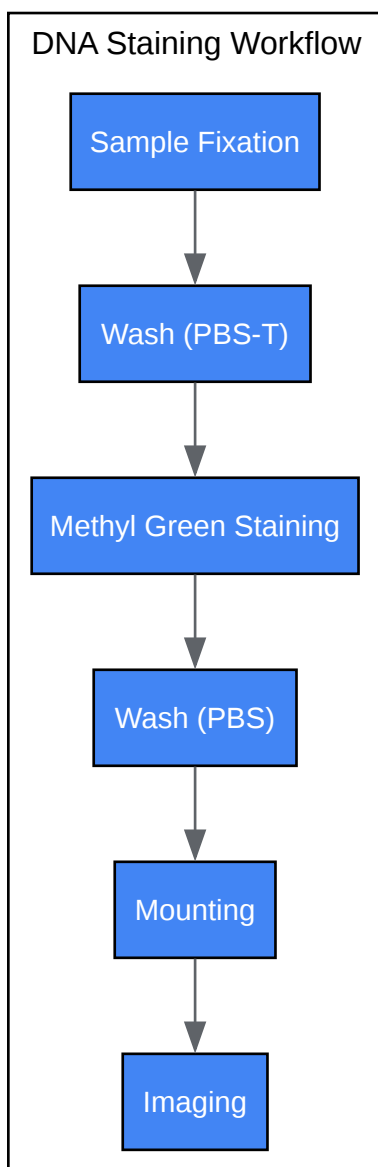 DNA Staining Workflow
Sample Fixation
Wash (PBS-T)
Methyl Green Staining
Wash (PBS)
Mounting
Imaging